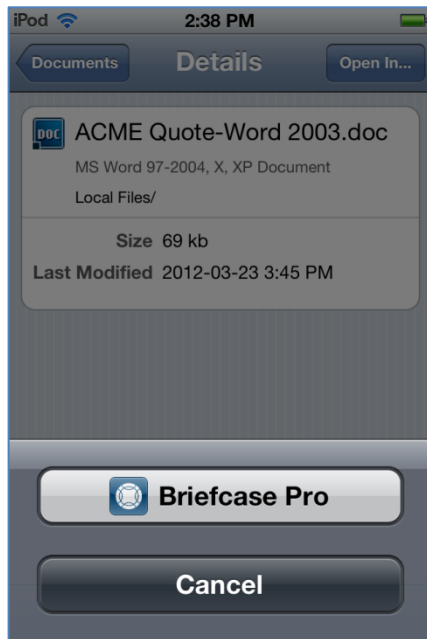 iPod 2:38 PM
Documents Details Open In...
DOC ACME Quote-Word 2003.doc
MS Word 97-2004, X, XP Document
Local Files/
Size 69 kb
Last Modified 2012-03-23 3:45 PM
Briefcase Pro
Cancel